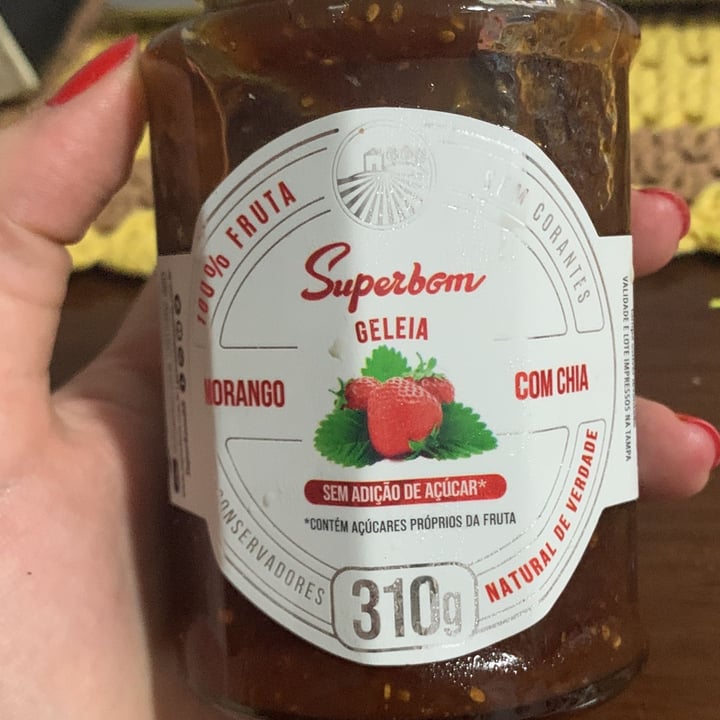 100% FRUTA
CORANTES
Superbom
GELEIA
MORANGO
COM CHIA
SEM ADIÇÃO DE AÇÚCAR*
*CONTÉM AÇÚCARES PRÓPRIOS DA FRUTA
CONSERVADORES
310g
NATURAL DE VERDADE
VALIDADE E LOTE IMPRESSOS NA TAMPA